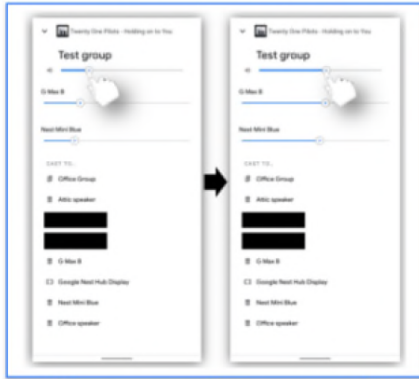 Twenty One Pilots - Holding on to You
Test group
G-Max B
Nest Mini Blue
CAST TO...
Office Group
Attic speaker
G-Max B
Google Nest Hub Display
Nest Mini Blue
Office speaker
Twenty One Pilots - Holding on to You
Test group
G-Max B
Nest Mini Blue
CAST TO...
Office Group
Attic speaker
G-Max B
Google Nest Hub Display
Nest Mini Blue
Office speaker